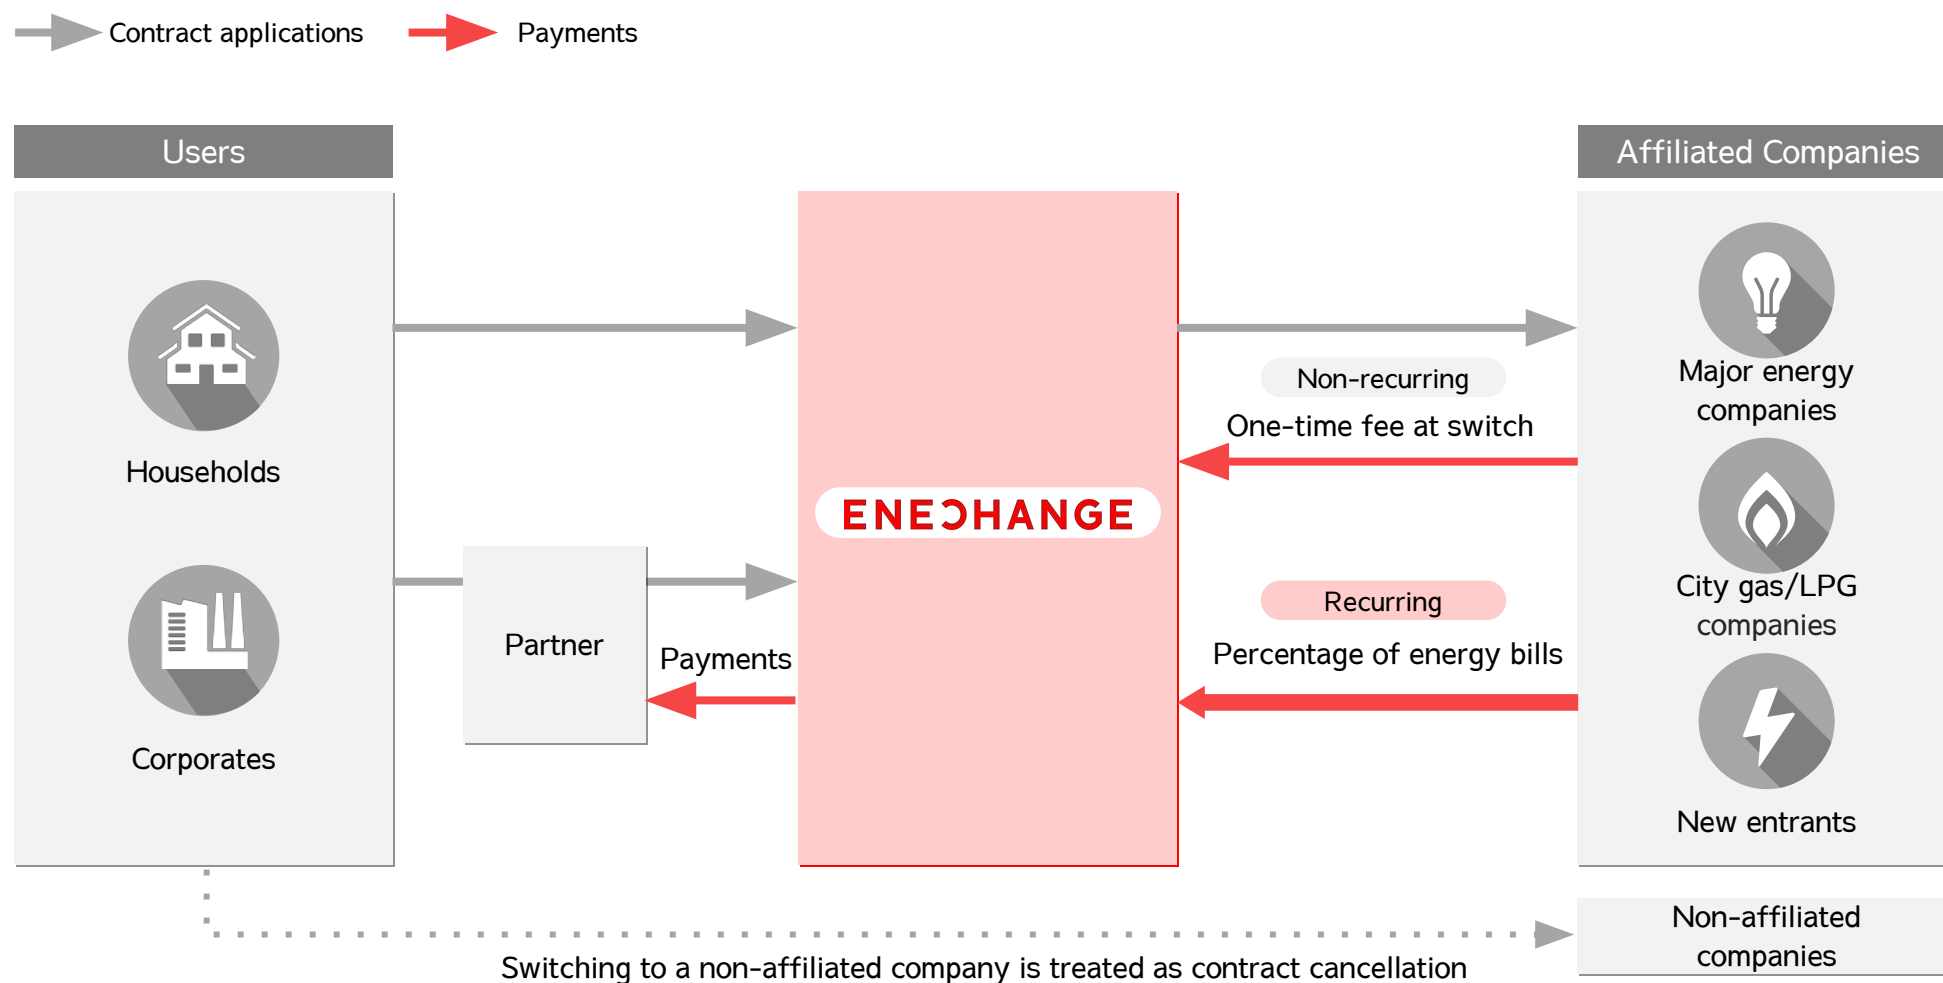 Contract applications
Payments
Users
Affiliated Companies
Households
Corporates
Partner
Payments
ENECHANGE
Non-recurring
One-time fee at switch
Recurring
Percentage of energy bills
Major energy
companies
City gas/LPG
companies
New entrants
Non-affiliated
companies
Switching to a non-affiliated company is treated as contract cancellation